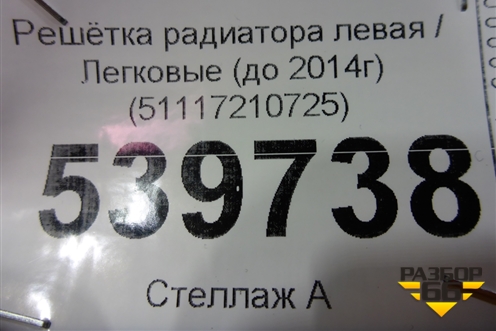 Решётка радиатора левая /
Легковые (до 2014г)
(51117210725)
539738
Стеллаж А
РАЗБОР
66